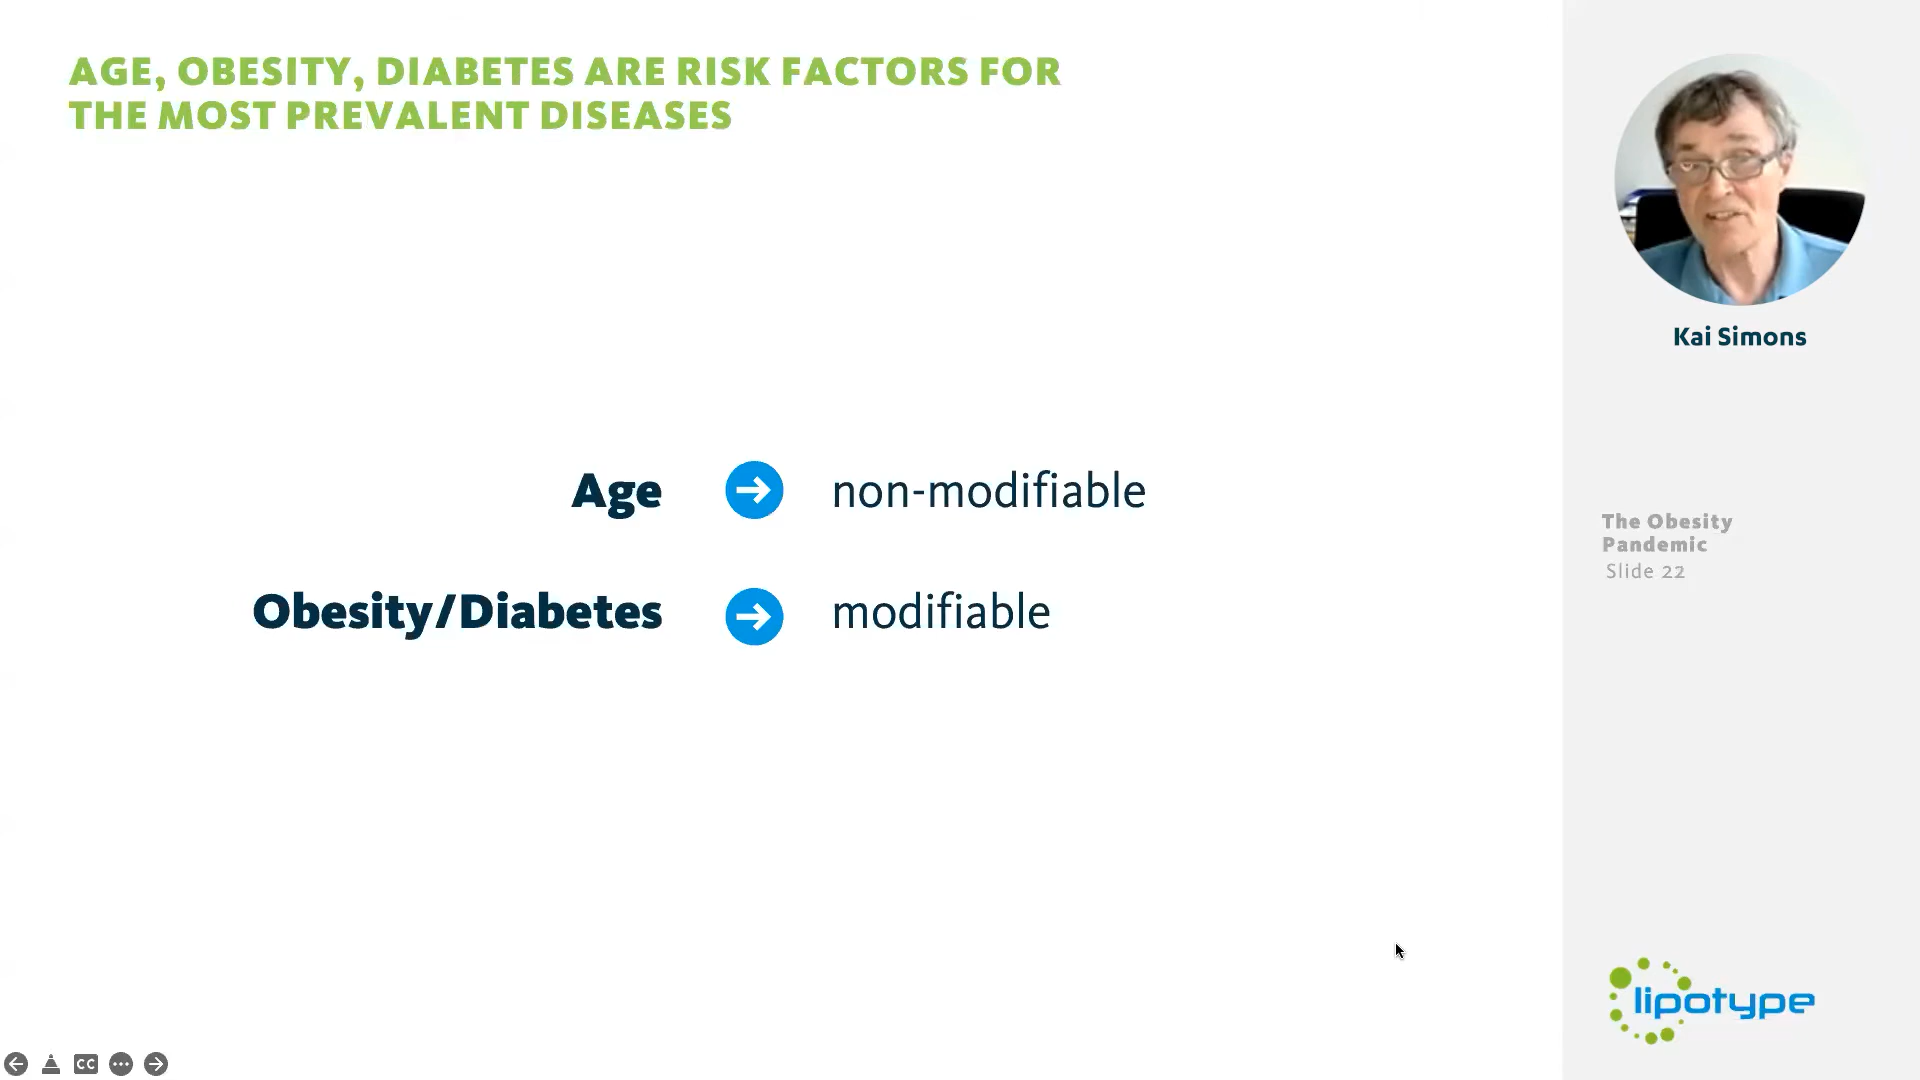 AGE, OBESITY, DIABETES ARE RISK FACTORS FOR
THE MOST PREVALENT DISEASES
Age
non-modifiable
Obesity/Diabetes
modifiable
Kai Simons
The Obesity
Pandemic
Slide 22
lipotype
CC